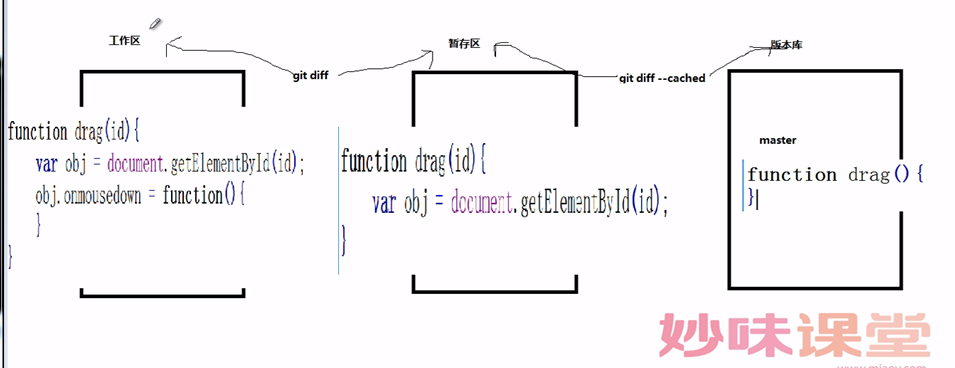 工作区
暂存区
版本库
git diff
git diff --cached
function drag(id){
var obj = document.getElementById(id);
obj.onmousedown = function(){
}
}
function drag(id){
var obj = document.getElementById(id);
}
master
function drag(){
}
妙味课堂